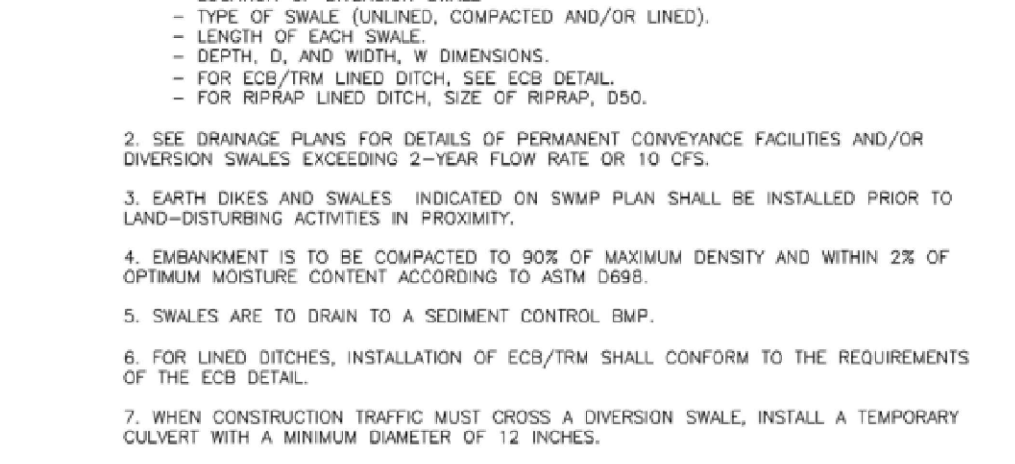 – TYPE OF SWALE (UNLINED, COMPACTED AND/OR LINED).
– LENGTH OF EACH SWALE.
– DEPTH, D, AND WIDTH, W DIMENSIONS.
– FOR ECB/TRM LINED DITCH, SEE ECB DETAIL.
– FOR RIPRAP LINED DITCH, SIZE OF RIPRAP, D50.
2. SEE DRAINAGE PLANS FOR DETAILS OF PERMANENT CONVEYANCE FACILITIES AND/OR
DIVERSION SWALES EXCEEDING 2–YEAR FLOW RATE OR 10 CFS.
3. EARTH DIKES AND SWALES INDICATED ON SWMP PLAN SHALL BE INSTALLED PRIOR TO
LAND–DISTURBING ACTIVITIES IN PROXIMITY.
4. EMBANKMENT IS TO BE COMPACTED TO 90% OF MAXIMUM DENSITY AND WITHIN 2% OF
OPTIMUM MOISTURE CONTENT ACCORDING TO ASTM D698.
5. SWALES ARE TO DRAIN TO A SEDIMENT CONTROL BMP.
6. FOR LINED DITCHES, INSTALLATION OF ECB/TRM SHALL CONFORM TO THE REQUIREMENTS
OF THE ECB DETAIL.
7. WHEN CONSTRUCTION TRAFFIC MUST CROSS A DIVERSION SWALE, INSTALL A TEMPORARY
CULVERT WITH A MINIMUM DIAMETER OF 12 INCHES.